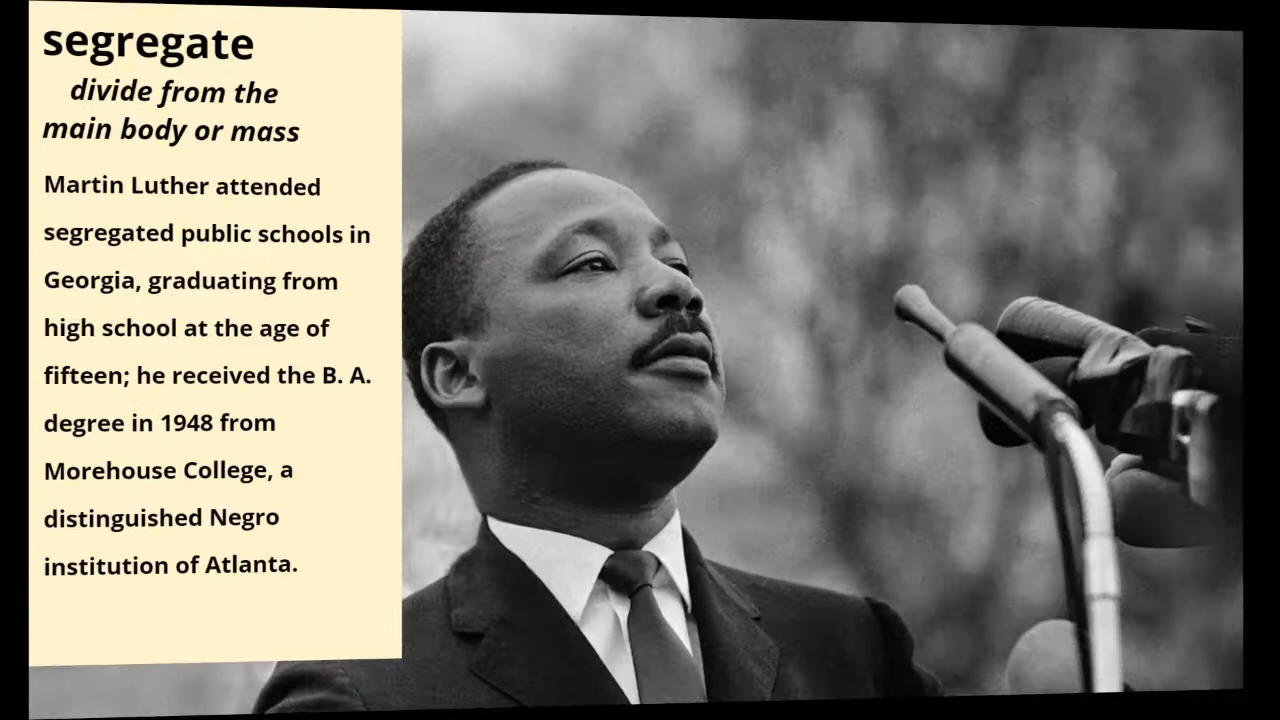 segregate
divide from the
main body or mass
Martin Luther attended
segregated public schools in
Georgia, graduating from
high school at the age of
fifteen; he received the B. A.
degree in 1948 from
Morehouse College, a
distinguished Negro
institution of Atlanta.